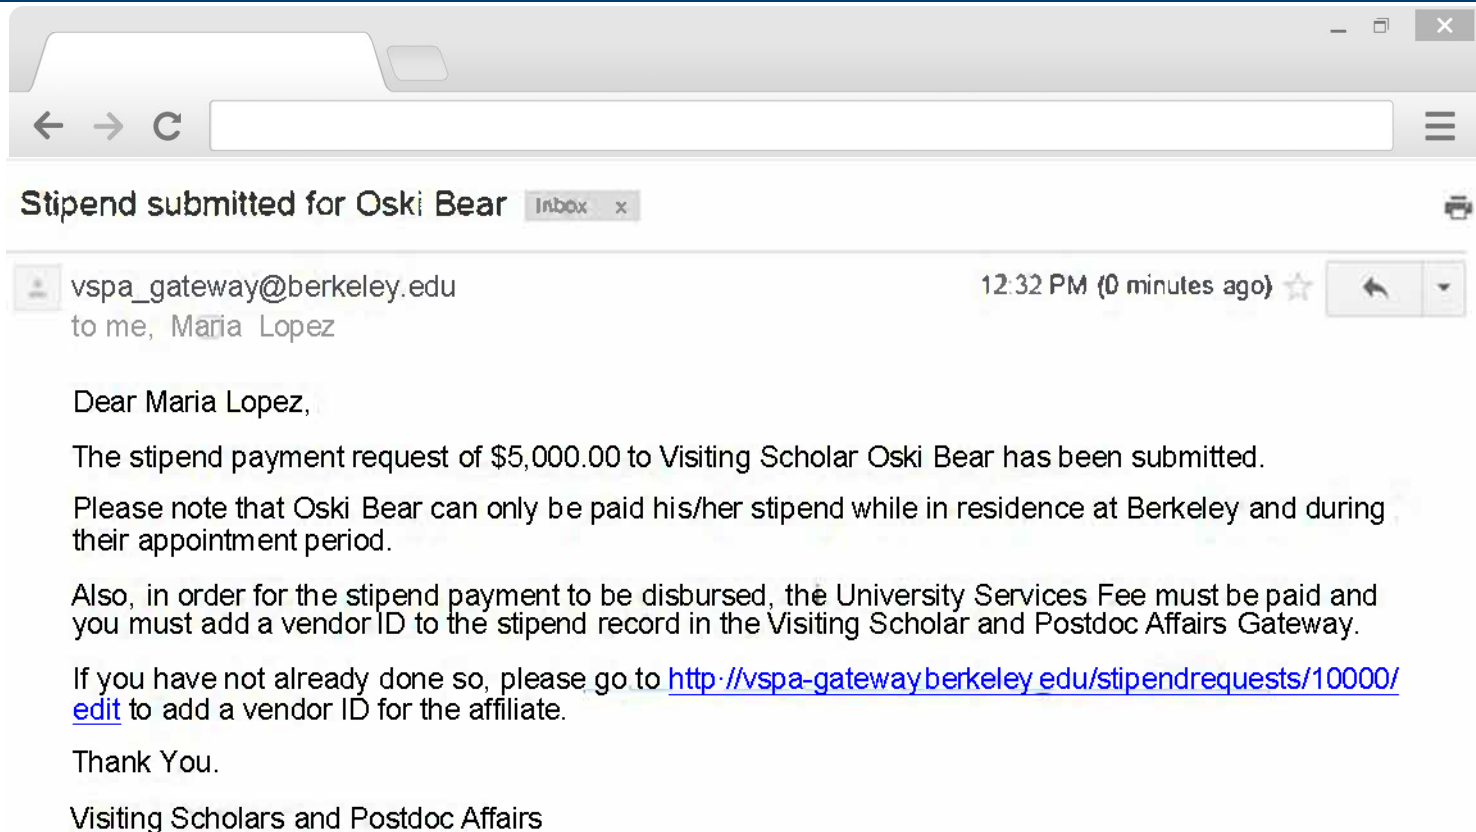 Stipend submitted for Oski Bear Inbox x
vspa_gateway@berkeley.edu 12:32 PM (0 minutes ago)
to me, Maria Lopez
Dear Maria Lopez,
The stipend payment request of $5,000.00 to Visiting Scholar Oski Bear has been submitted.
Please note that Oski Bear can only be paid his/her stipend while in residence at Berkeley and during
their appointment period.
Also, in order for the stipend payment to be disbursed, the University Services Fee must be paid and
you must add a vendor ID to the stipend record in the Visiting Scholar and Postdoc Affairs Gateway.
If you have not already done so, please go to http·//vspa-gateway berkeley edu/stipendrequests/10000/
edit to add a vendor ID for the affiliate.
Thank You.
Visiting Scholars and Postdoc Affairs